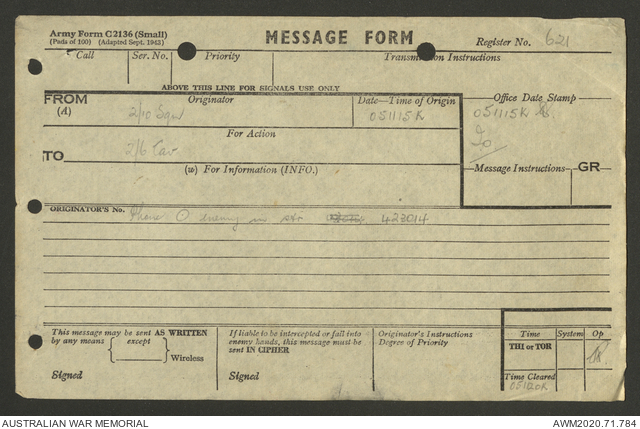 Army Form C2136 (Small)
(Pads of 100) (Adapted Sept. 1942)
MESSAGE FORM
Register No. 621
Call Ser. No. Priority Transmission Instructions
ABOVE THIS LINE FOR SIGNALS USE ONLY
FROM
(A)
Originator
2/10 Sqn
Date—Time of Origin
051115K
Office Date Stamp
051115K
For Action
TO
2/6 Cav
(w) For Information (INFO.)
Message Instructions GR
ORIGINATOR'S No.
Phone enemy in 423014
This message may be sent AS WRITTEN
by any means except
Wireless
Signed
If liable to be intercepted or fall into
enemy hands, this message must be
sent IN CIPHER
Signed
Originator's Instructions
Degree of Priority
Time System Op
THI or TOR
Time Cleared
051120K
AUSTRALIAN WAR MEMORIAL AWM2020.71.784